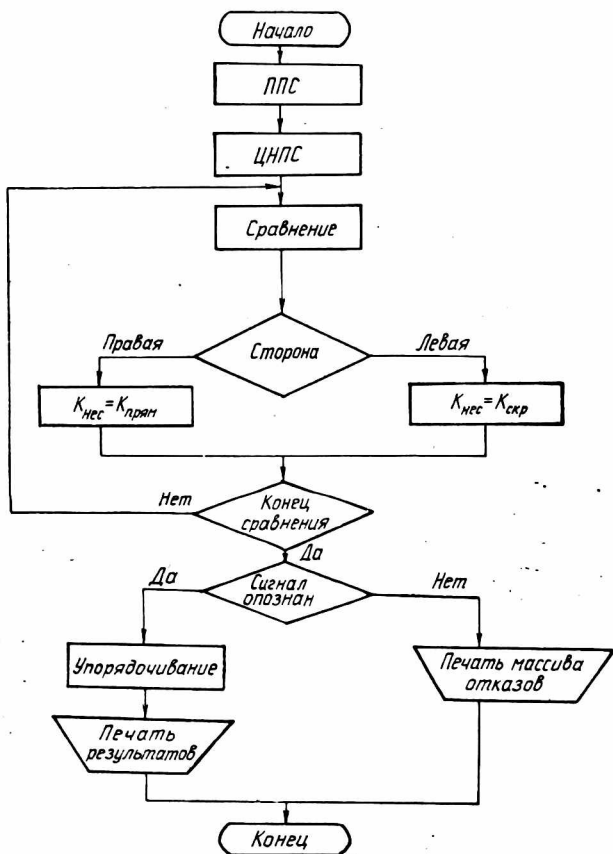 Начало
ППС
ЦНПС
Сравнение
Правая
Сторона
Левая
Kнес = Kпрям
Kнес = Kскр
Нет
Конец
сравнения
Да
Да
Сигнал
опознан
Нет
Упорядочивание
Печать массива
отказов
Печать
результатов
Конец